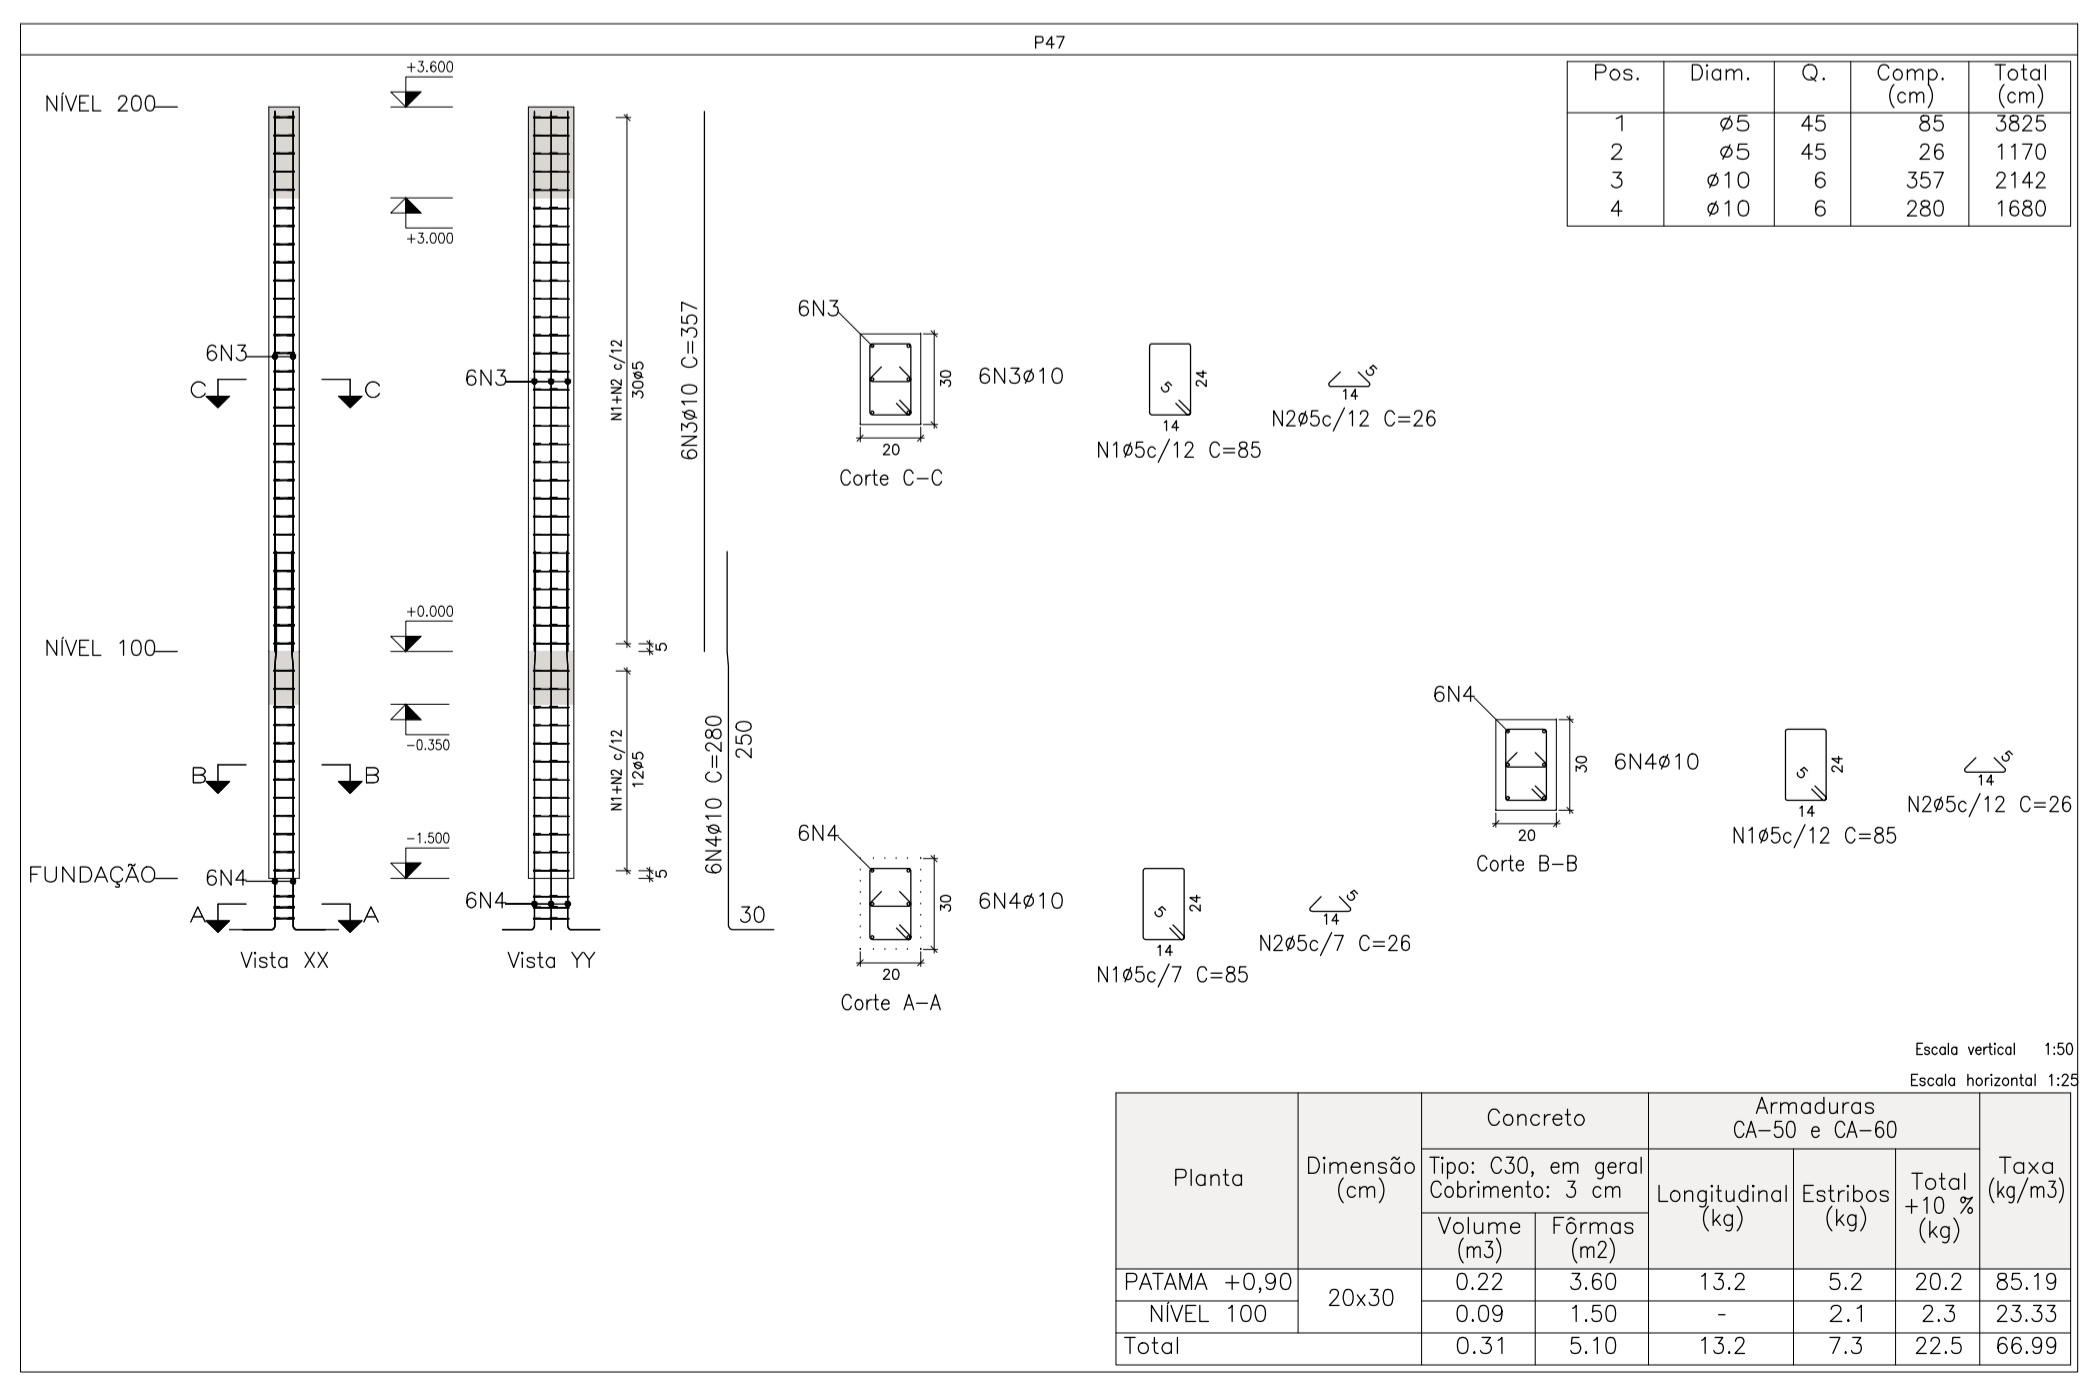 P47
Pos. Diam. Q. Comp. (cm) Total (cm)
1 ø5 45 85 3825
2 ø5 45 26 1170
3 ø10 6 357 2142
4 ø10 6 280 1680
NÍVEL 200
+3.600
+3.000
6N3
C
C
6N3
N1+N2 c/12
30ø5
6N3ø10 C=357
6N3
30
20
6N3ø10
Corte C-C
5
24
14
N1ø5c/12 C=85
5
14
N2ø5c/12 C=26
NÍVEL 100
+0.000
5
-0.350
B
B
N1+N2 c/12
12ø5
6N4ø10 C=280
250
30
FUNDAÇÃO
-1.500
5
6N4
6N4
A
A
Vista XX
Vista YY
6N4
30
20
6N4ø10
Corte A-A
5
24
14
N1ø5c/7 C=85
5
14
N2ø5c/7 C=26
6N4
30
20
6N4ø10
Corte B-B
5
24
14
N1ø5c/12 C=85
5
14
N2ø5c/12 C=26
Escala vertical 1:50
Escala horizontal 1:25
Planta
Dimensão
(cm)
Concreto
Tipo: C30, em geral
Cobrimento: 3 cm
Volume
(m3)
Fôrmas
(m2)
Armaduras
CA-50 e CA-60
Longitudinal
(kg)
Estribos
(kg)
Total
+10 %
(kg)
Taxa
(kg/m3)
PATAMA +0,90 20x30 0.22 3.60 13.2 5.2 20.2 85.19
NÍVEL 100 0.09 1.50 - 2.1 2.3 23.33
Total 0.31 5.10 13.2 7.3 22.5 66.99